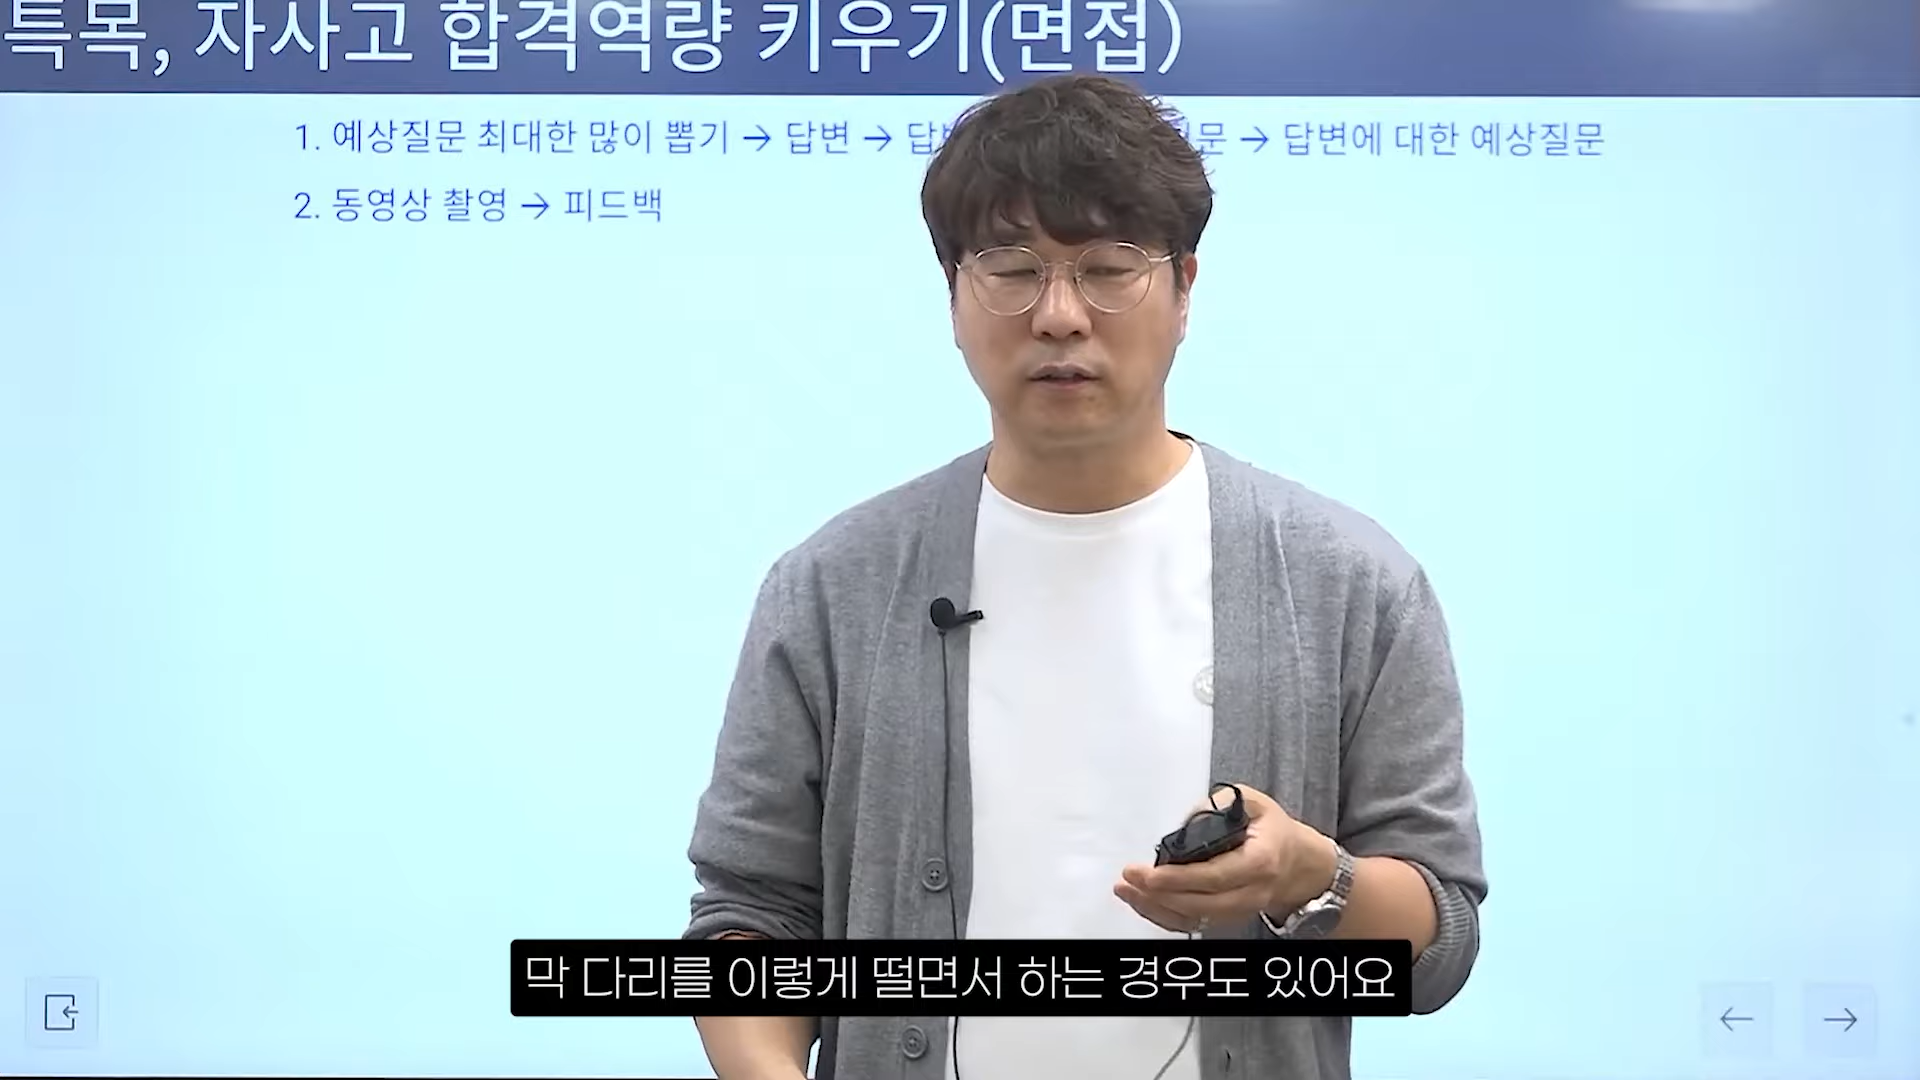 특목, 자사고 합격역량 키우기(면접)
1. 예상질문 최대한 많이 뽑기 → 답변 → 문 → 답변에 대한 예상질문
2. 동영상 촬영 → 피드백
막 다리를 이렇게 떨면서 하는 경우도 있어요